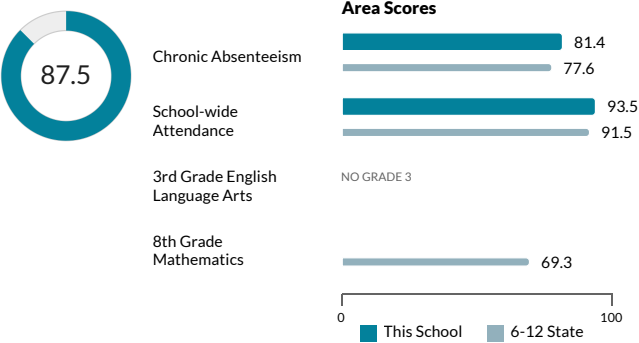 Area Scores
87.5
Chronic Absenteeism
81.4
77.6
School-wide
Attendance
93.5
91.5
3rd Grade English
Language Arts
NO GRADE 3
8th Grade
Mathematics
69.3
0
100
This School
6-12 State